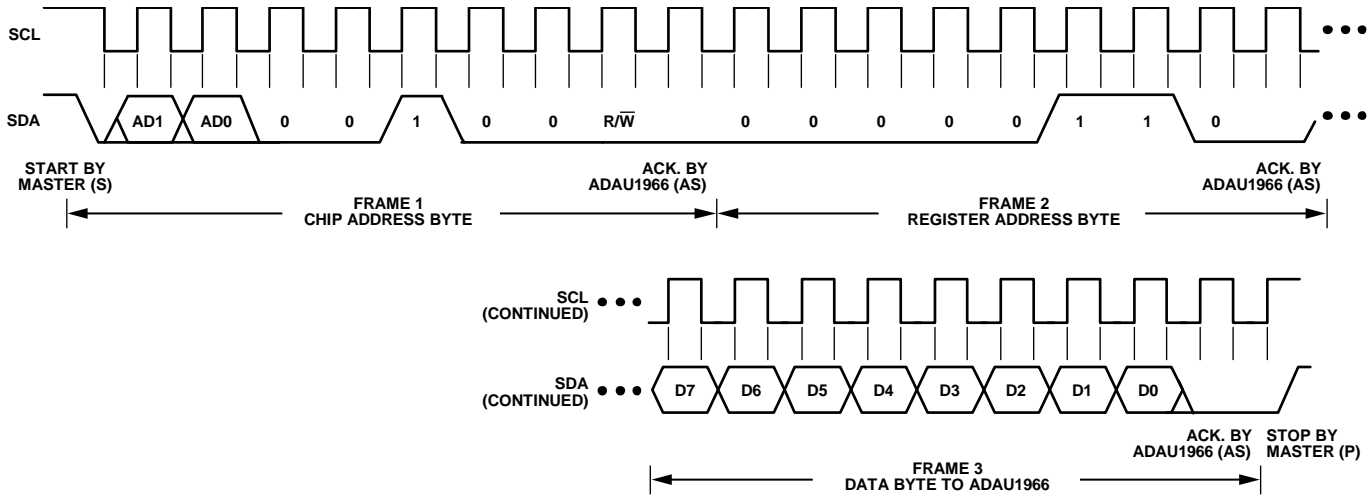 SCL
SDA AD1 AD0 0 0 1 0 0 R/W̅ 0 0 0 0 0 1 1 0
START BY
MASTER (S)
ACK. BY
ADAU1966 (AS)
ACK. BY
ADAU1966 (AS)
FRAME 1
CHIP ADDRESS BYTE
FRAME 2
REGISTER ADDRESS BYTE
SCL
(CONTINUED)
SDA
(CONTINUED)
D7 D6 D5 D4 D3 D2 D1 D0
ACK. BY
ADAU1966 (AS)
STOP BY
MASTER (P)
FRAME 3
DATA BYTE TO ADAU1966